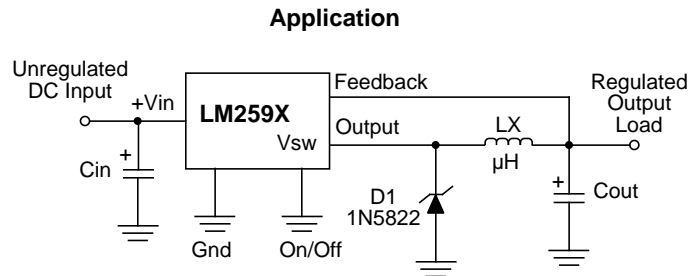 Application
Unregulated
DC Input
+Vin
LM259X
Feedback
Output
Vsw
LX
µH
Regulated
Output
Load
+
Cin
D1
1N5822
+
Cout
Gnd
On/Off